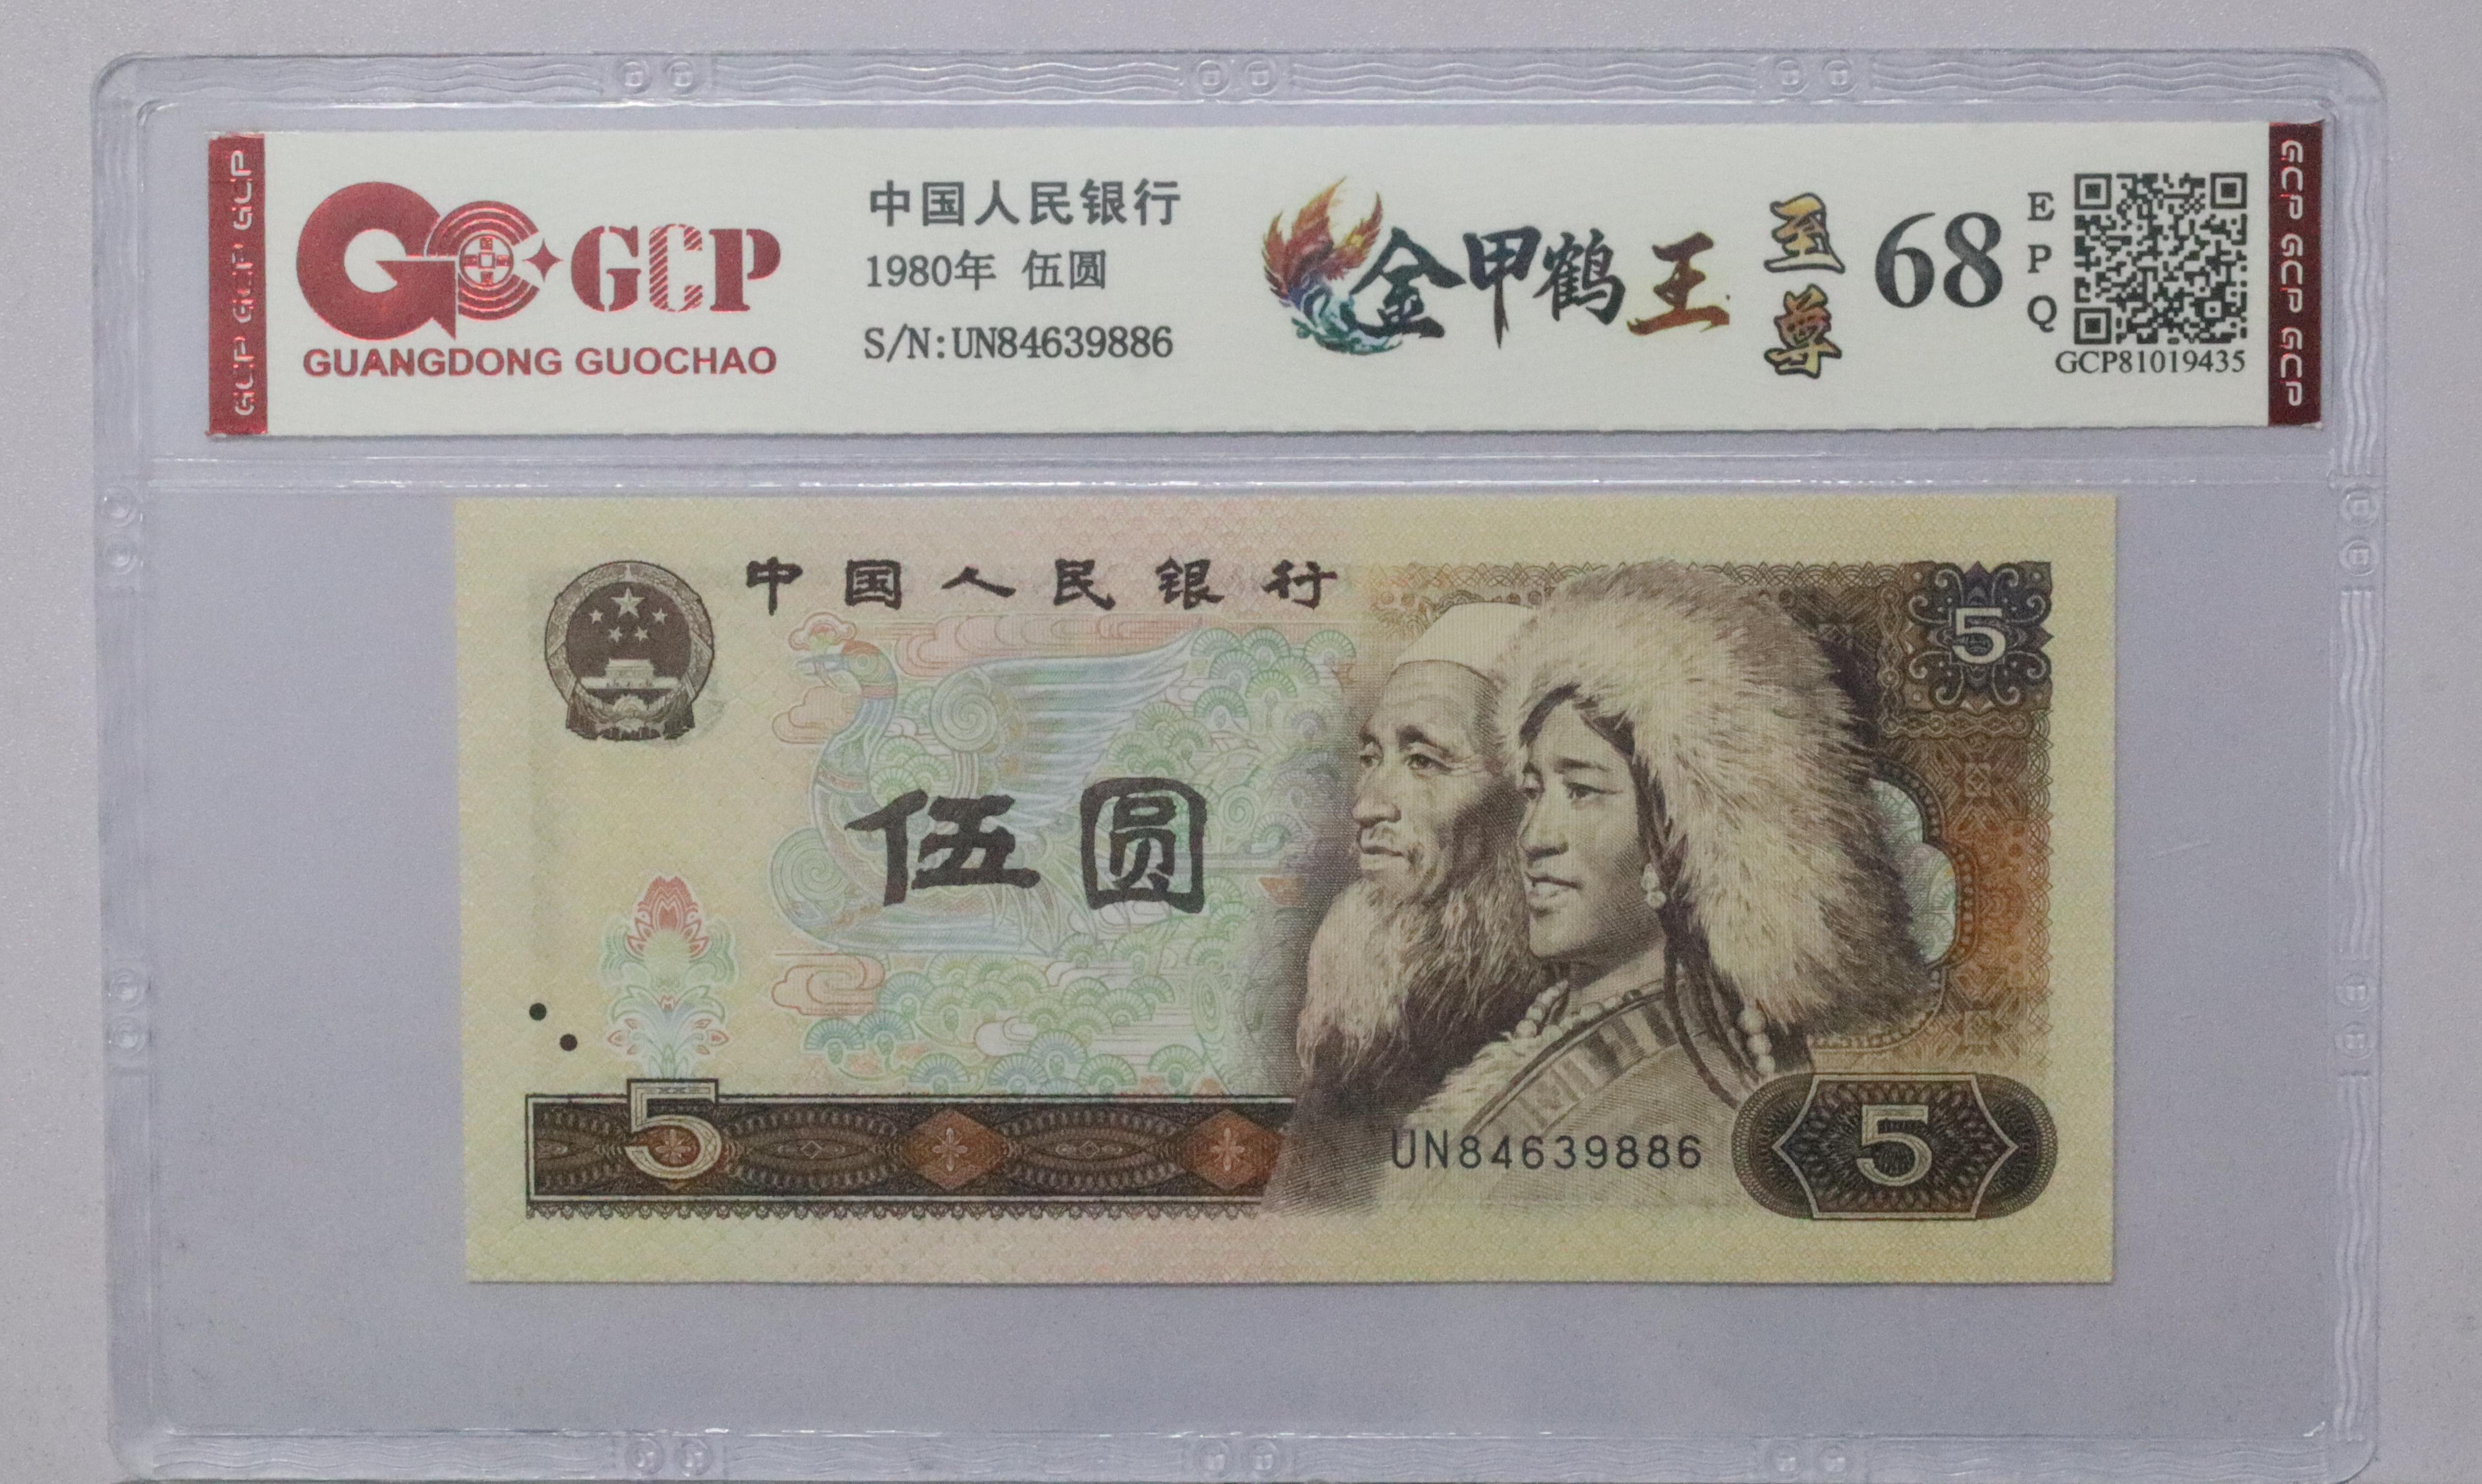 GCP GCP GCP
GCP
GUANGDONG GUOCHAO
中国人民银行
1980年 伍圆
S/N:UN84639886
金甲鹤王
至尊
68
EPQ
GCP81019435
GCP GCP GCP
中国人民银行
5
伍圆
5
UN84639886
5